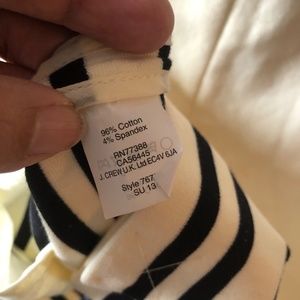 96% Cotton
4% Spandex
RN77388
CA56445
J. CREW U.K. Ltd.EC4V 6JA
Style 767
SU 13